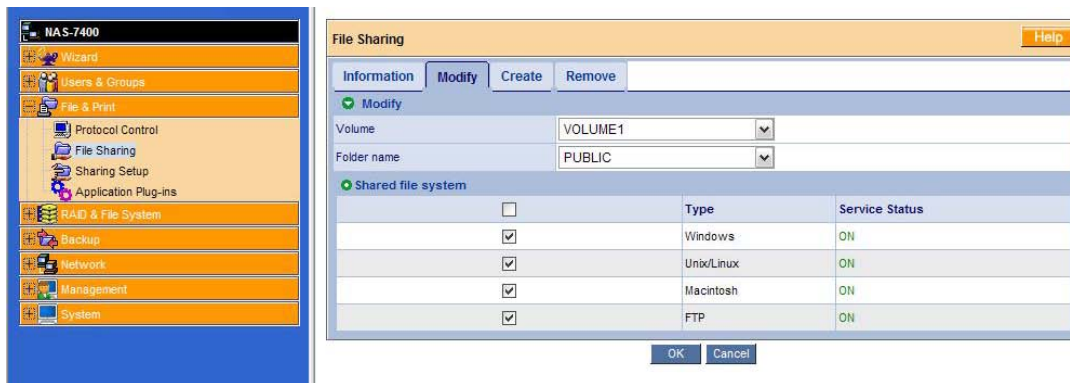 NAS-7400
Wizard
Users & Groups
File & Print
Protocol Control
File Sharing
Sharing Setup
Application Plug-ins
RAID & File System
Backup
Network
Management
System
File Sharing
Help
Information Modify Create Remove
Modify
Volume VOLUME1
Folder name PUBLIC
Shared file system
Type Service Status
Windows ON
Unix/Linux ON
Macintosh ON
FTP ON
OK Cancel